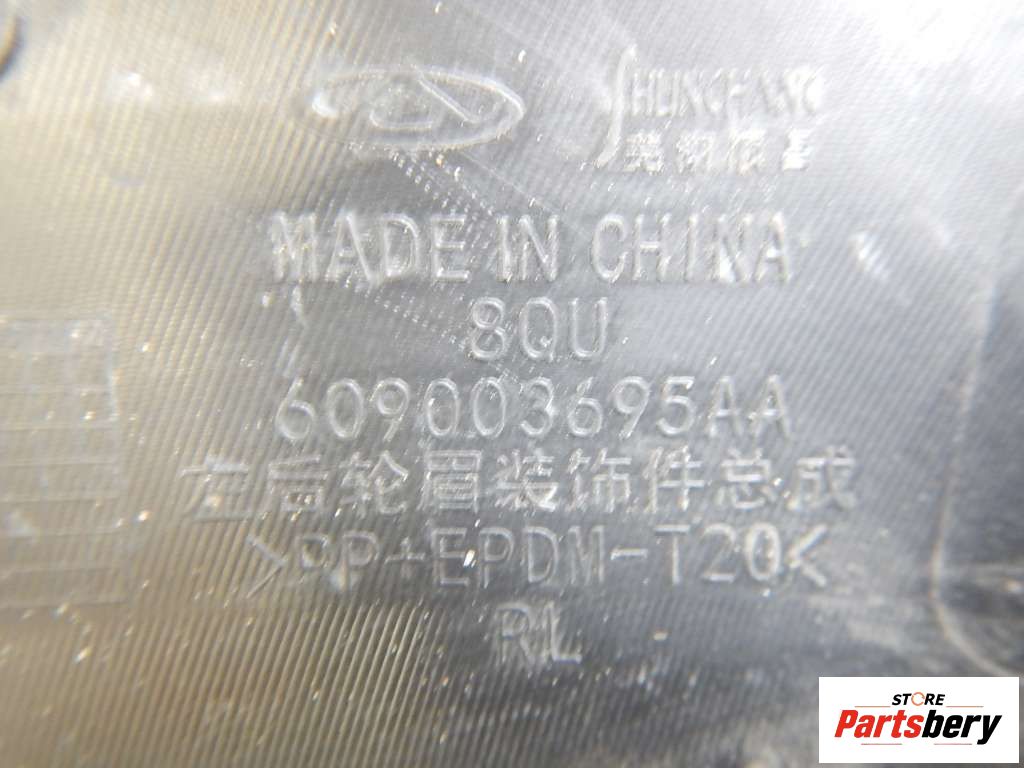 SHUNCHANG
MADE IN CHINA
8QU
609003695AA
左后轮眉装饰件总成
>PP+EPDM-T20<
RL
STORE
Partsbery